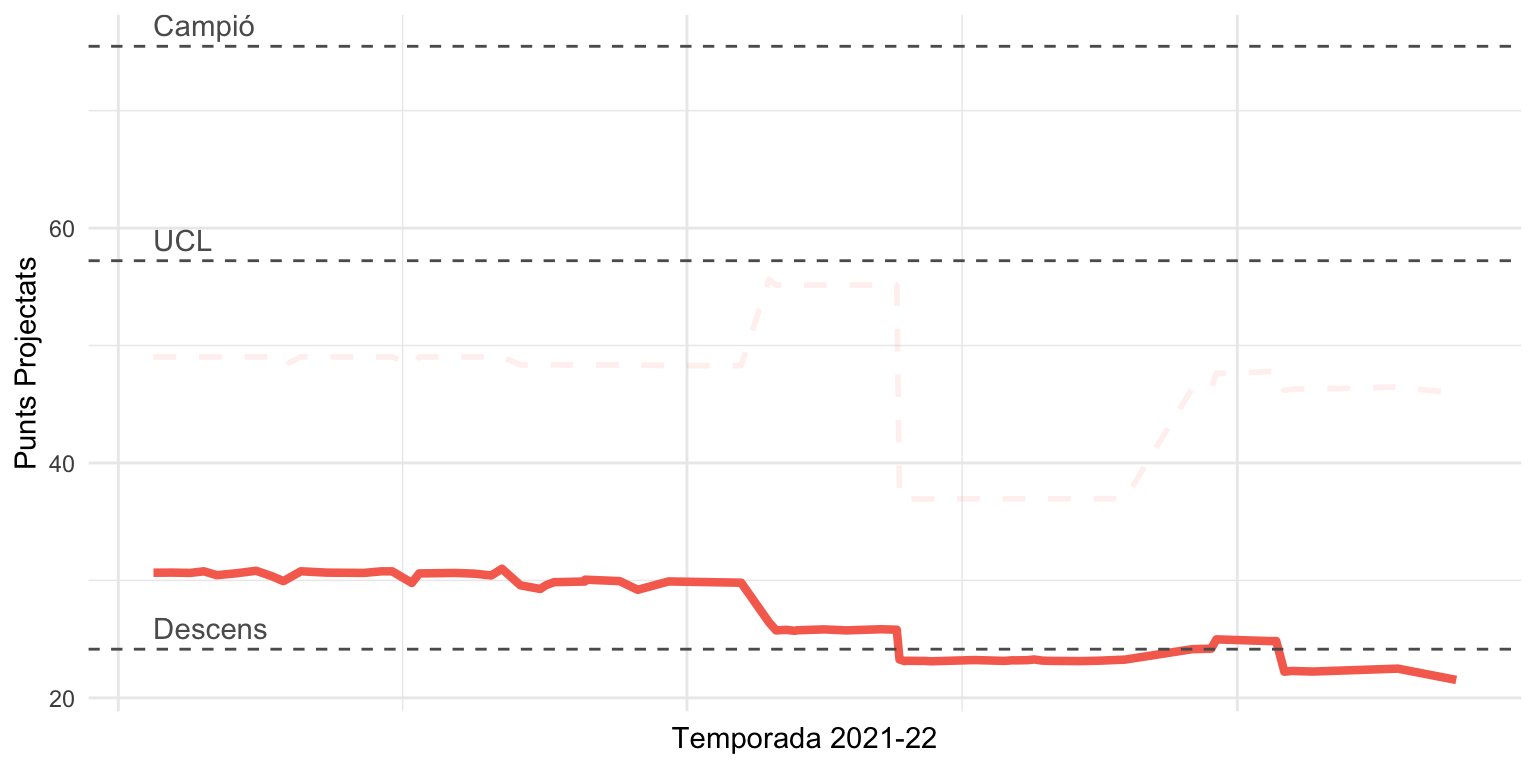 Campió
60
UCL
Punts Projectats
40
Descens
20
Temporada 2021-22